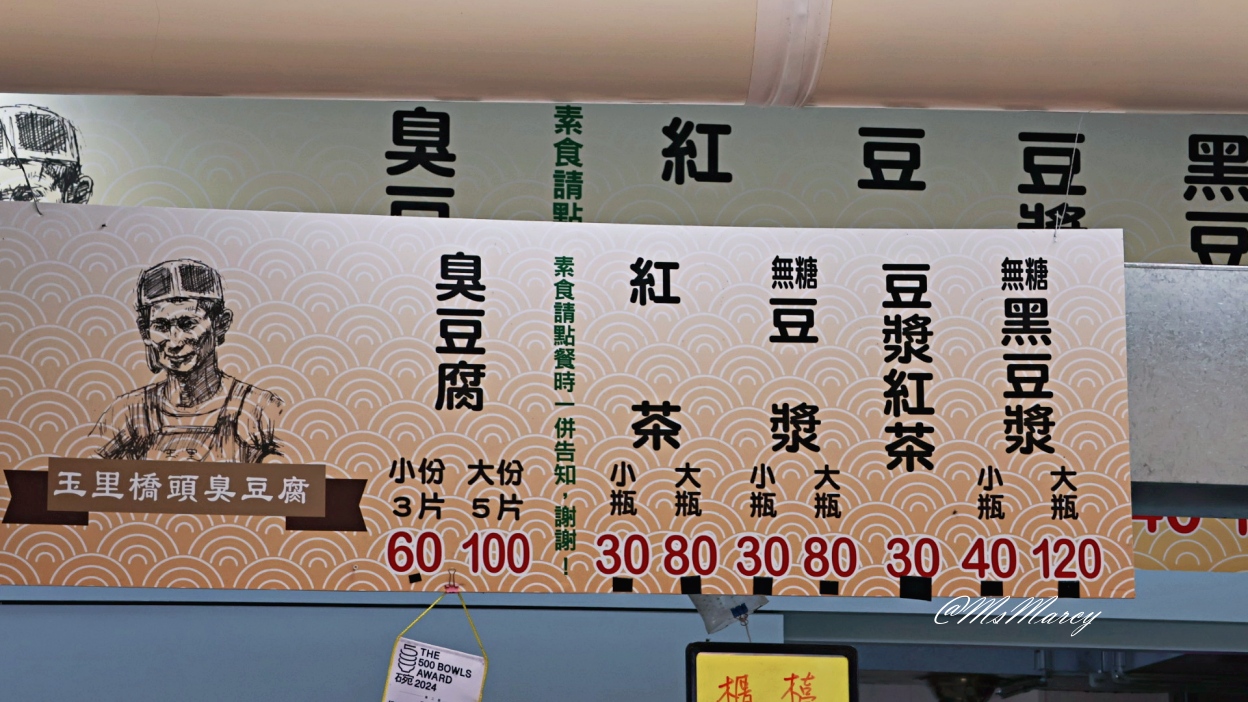 臭豆
素食請點
紅
豆
豆漿
黑豆
玉里橋頭臭豆腐
臭豆腐
小份 3片 60
大份 5片 100
素食請點餐時一併告知，謝謝！
紅茶
小瓶 30
大瓶 80
無糖豆漿
小瓶 30
大瓶 80
豆漿紅茶
30
無糖黑豆漿
小瓶 40
大瓶 120
@MsMarcy
THE
500 BOWLS
AWARD
2024